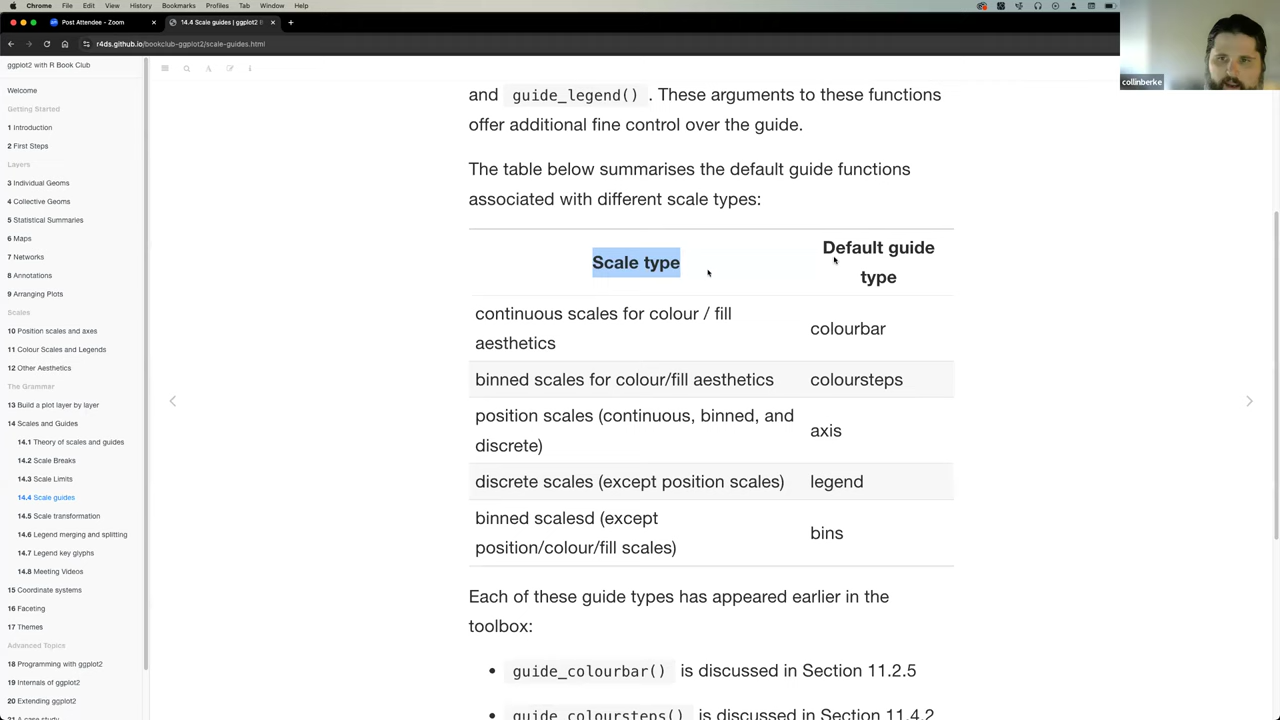 Chrome File Edit View History Bookmarks Profiles Tab Window Help
Post Attendee - Zoom
14.4 Scale guides | ggplot2
r4ds.github.io/bookclub-ggplot2/scale-guides.html
collinberke
ggplot2 with R Book Club
Welcome
Getting Started
1 Introduction
2 First Steps
Layers
3 Individual Geoms
4 Collective Geoms
5 Statistical Summaries
6 Maps
7 Networks
8 Annotations
9 Arranging Plots
Scales
10 Position scales and axes
11 Colour Scales and Legends
12 Other Aesthetics
The Grammar
13 Build a plot layer by layer
14 Scales and Guides
14.1 Theory of scales and guides
14.2 Scale Breaks
14.3 Scale Limits
14.4 Scale guides
14.5 Scale transformation
14.6 Legend merging and splitting
14.7 Legend key glyphs
14.8 Meeting Videos
15 Coordinate systems
16 Faceting
17 Themes
Advanced Topics
18 Programming with ggplot2
19 Internals of ggplot2
20 Extending ggplot2
21 A case study
and guide_legend() . These arguments to these functions
offer additional fine control over the guide.
The table below summarises the default guide functions
associated with different scale types:
Scale type
Default guide
type
continuous scales for colour / fill
aesthetics
colourbar
binned scales for colour/fill aesthetics
coloursteps
position scales (continuous, binned, and
discrete)
axis
discrete scales (except position scales)
legend
binned scalesd (except
position/colour/fill scales)
bins
Each of these guide types has appeared earlier in the
toolbox:
• guide_colourbar() is discussed in Section 11.2.5
• guide_coloursteps() is discussed in Section 11.4.2